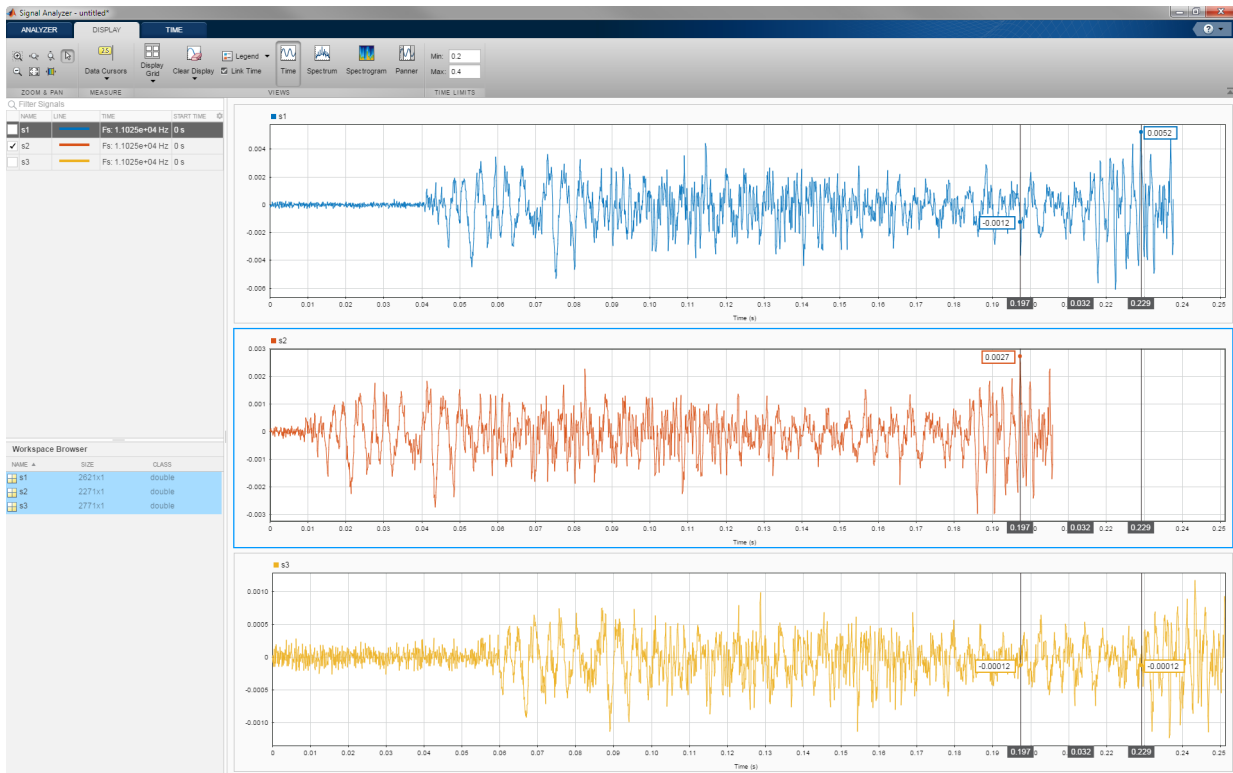 Signal Analyzer - untitled*
ANALYZER DISPLAY TIME
?
Data Cursors
Display Grid
Clear Display
Legend
Link Time
Time Spectrum Spectrogram Panner
Min: 0.2
Max: 0.4
ZOOM & PAN MEASURE VIEWS TIME LIMITS
Filter Signals
NAME LINE TIME START TIME
s1 Fs: 1.1025e+04 Hz 0 s
s2 Fs: 1.1025e+04 Hz 0 s
s3 Fs: 1.1025e+04 Hz 0 s
Workspace Browser
NAME SIZE CLASS
s1 2621x1 double
s2 2271x1 double
s3 2771x1 double
s1
0.0052
0.004
0.002
0
-0.0012
-0.002
-0.004
-0.006
0 0.01 0.02 0.03 0.04 0.05 0.06 0.07 0.08 0.09 0.10 0.11 0.12 0.13 0.14 0.15 0.16 0.17 0.18 0.19 0.197 0 0.032 0.22 0.229 0.24 0.25
Time (s)
s2
0.003
0.0027
0.002
0.001
0
-0.001
-0.002
-0.003
0 0.01 0.02 0.03 0.04 0.05 0.06 0.07 0.08 0.09 0.10 0.11 0.12 0.13 0.14 0.15 0.16 0.17 0.18 0.19 0.197 0 0.032 0.22 0.229 0.24 0.25
Time (s)
s3
0.0010
0.0005
0
-0.00012 -0.00012
-0.0005
-0.0010
0 0.01 0.02 0.03 0.04 0.05 0.06 0.07 0.08 0.09 0.10 0.11 0.12 0.13 0.14 0.15 0.16 0.17 0.18 0.19 0.197 0 0.032 0.22 0.229 0.24 0.25
Time (s)